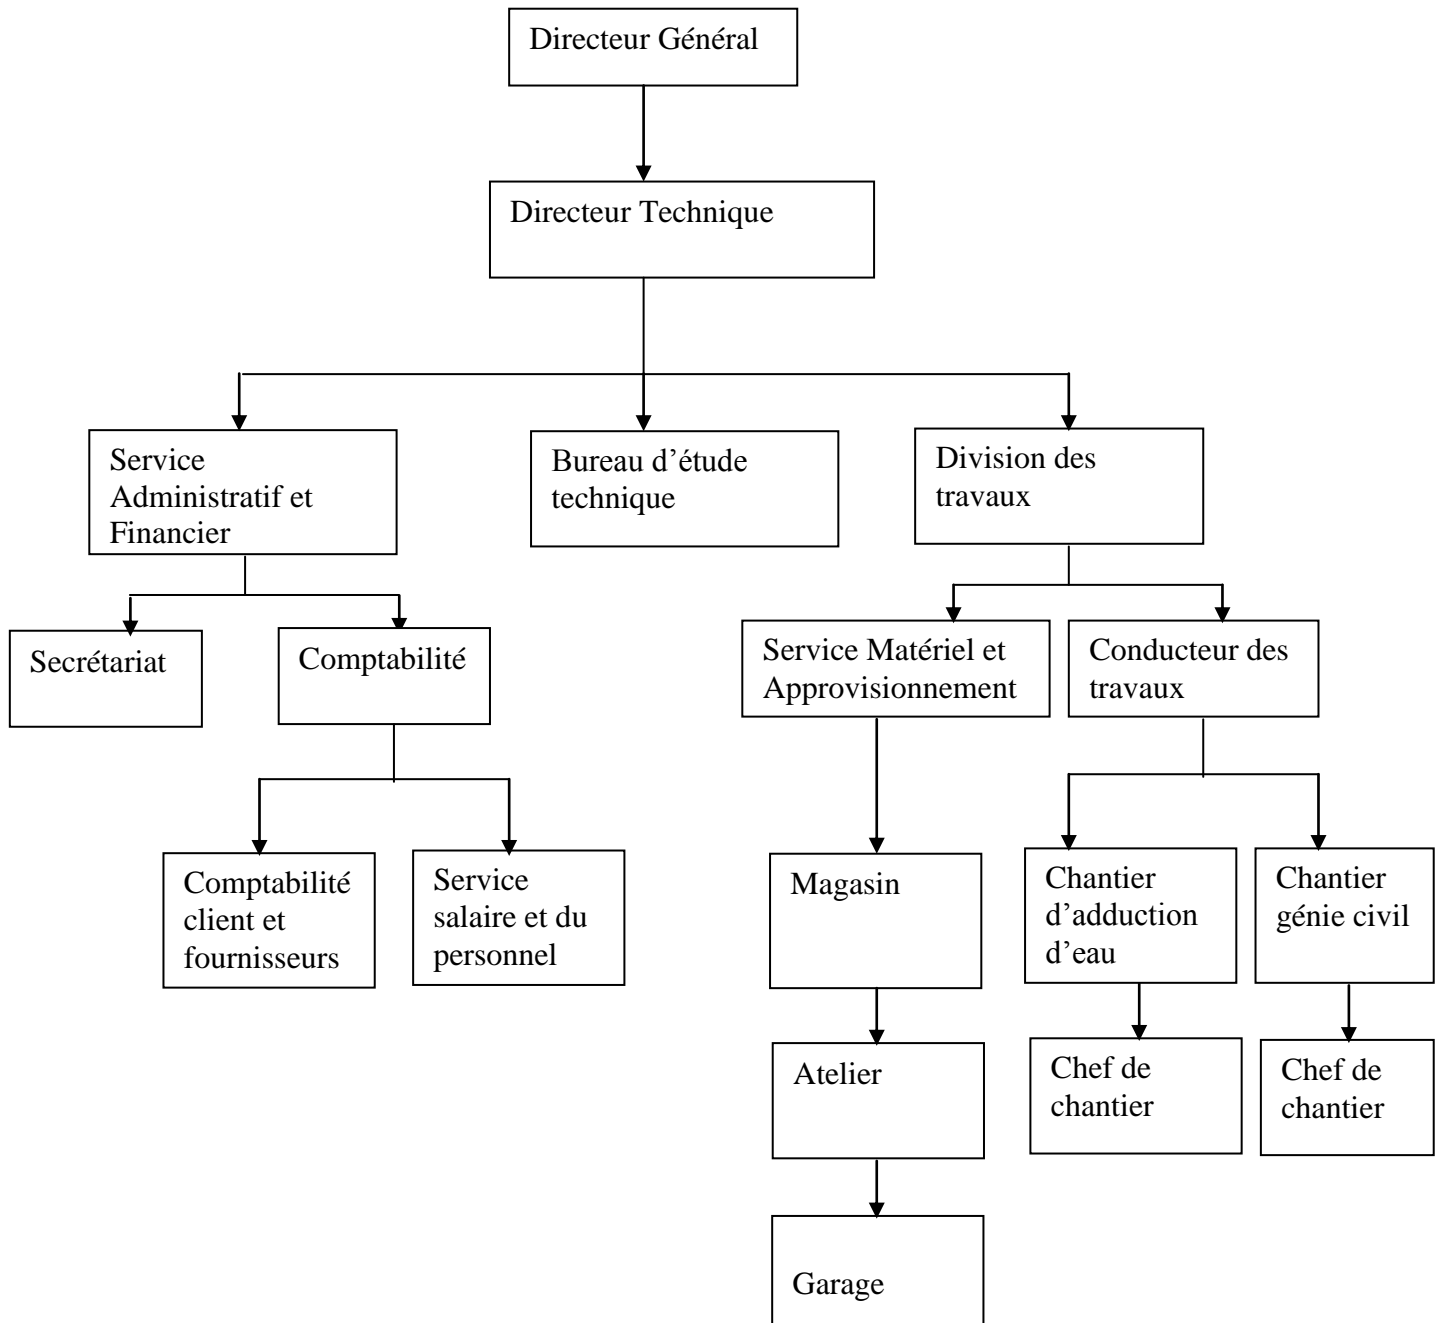 Directeur Général
Directeur Technique
Service
Administratif et
Financier
Bureau d’étude
technique
Division des
travaux
Secrétariat
Comptabilité
Service Matériel et
Approvisionnement
Conducteur des
travaux
Comptabilité
client et
fournisseurs
Service
salaire et du
personnel
Magasin
Chantier
d’adduction
d’eau
Chantier
génie civil
Atelier
Chef de
chantier
Chef de
chantier
Garage